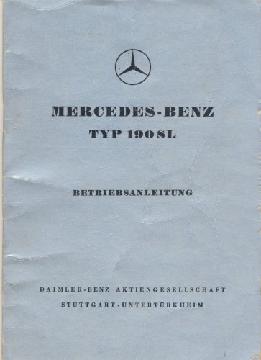 MERCEDES-BENZ
TYP 190SL
BETRIEBSANLEITUNG
DAIMLER-BENZ AKTIENGESELLSCHAFT
STUTTGART-UNTERTÜRKHEIM